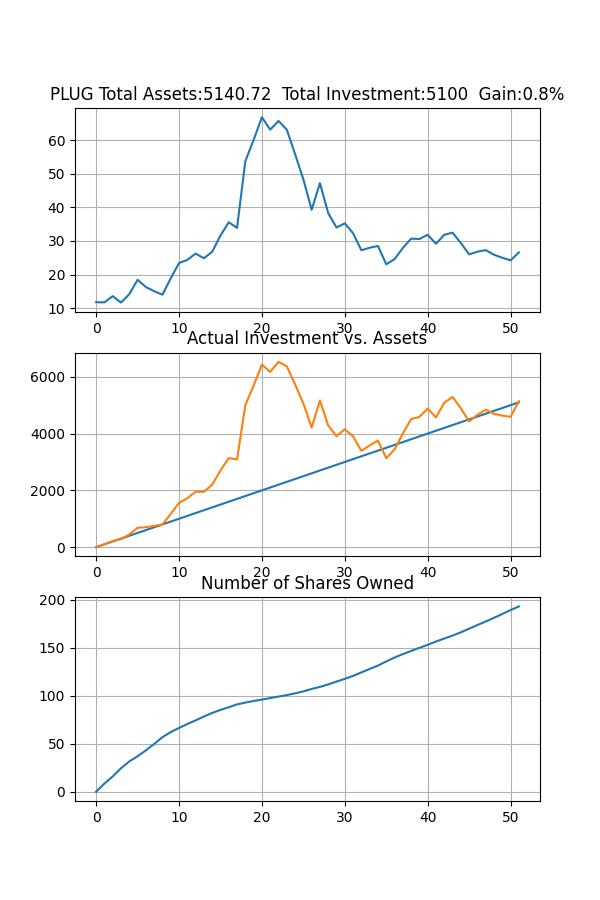 PLUG Total Assets:5140.72  Total Investment:5100  Gain:0.8%
60
50
40
30
20
10
0 10 20 30 40 50
Actual Investment vs. Assets
6000
4000
2000
0
0 10 20 30 40 50
Number of Shares Owned
200
150
100
50
0
0 10 20 30 40 50